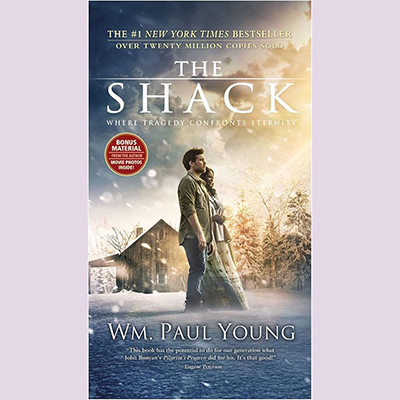 THE #1 NEW YORK TIMES BESTSELLER
OVER TWENTY MILLION COPIES SOLD
THE
SHACK
WHERE TRAGEDY CONFRONTS ETERNITY
BONUS
MATERIAL
FROM THE AUTHOR
MOVIE PHOTOS
INSIDE!
WM. PAUL YOUNG
"This book has the potential to do for our generation what
John Bunyan's Pilgrim's Progress did for his. It's that good!"
Eugene Peterson